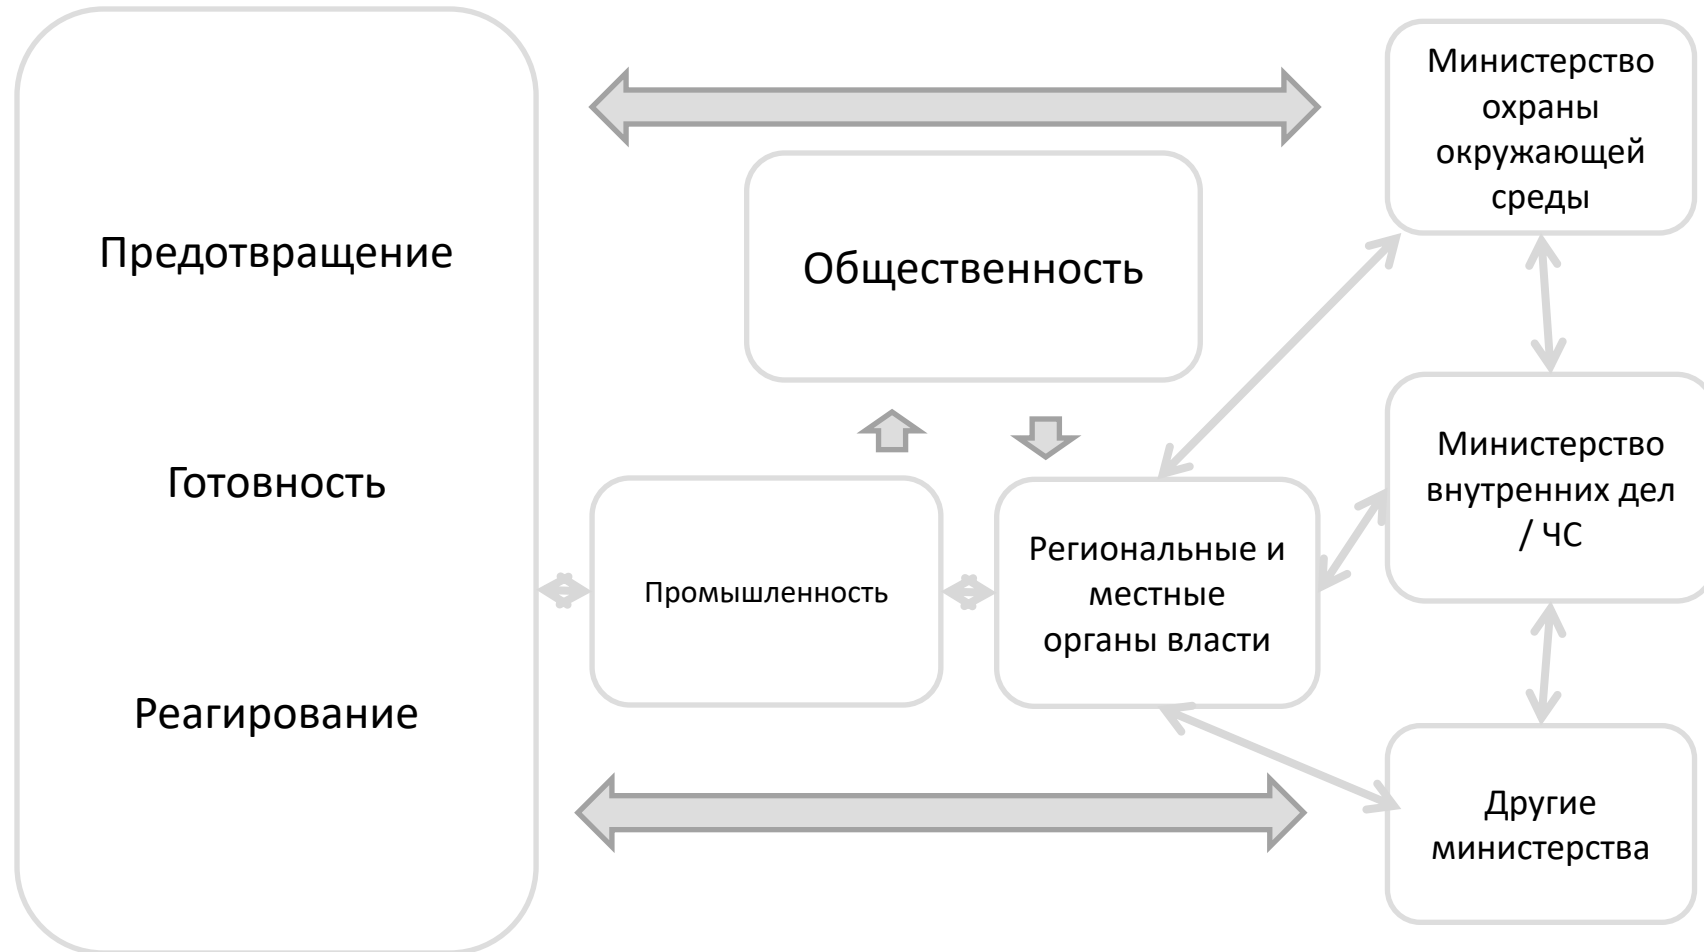 Предотвращение
Готовность
Реагирование
Общественность
Промышленность
Региональные и
местные
органы власти
Министерство
охраны
окружающей
среды
Министерство
внутренних дел
/ ЧС
Другие
министерства